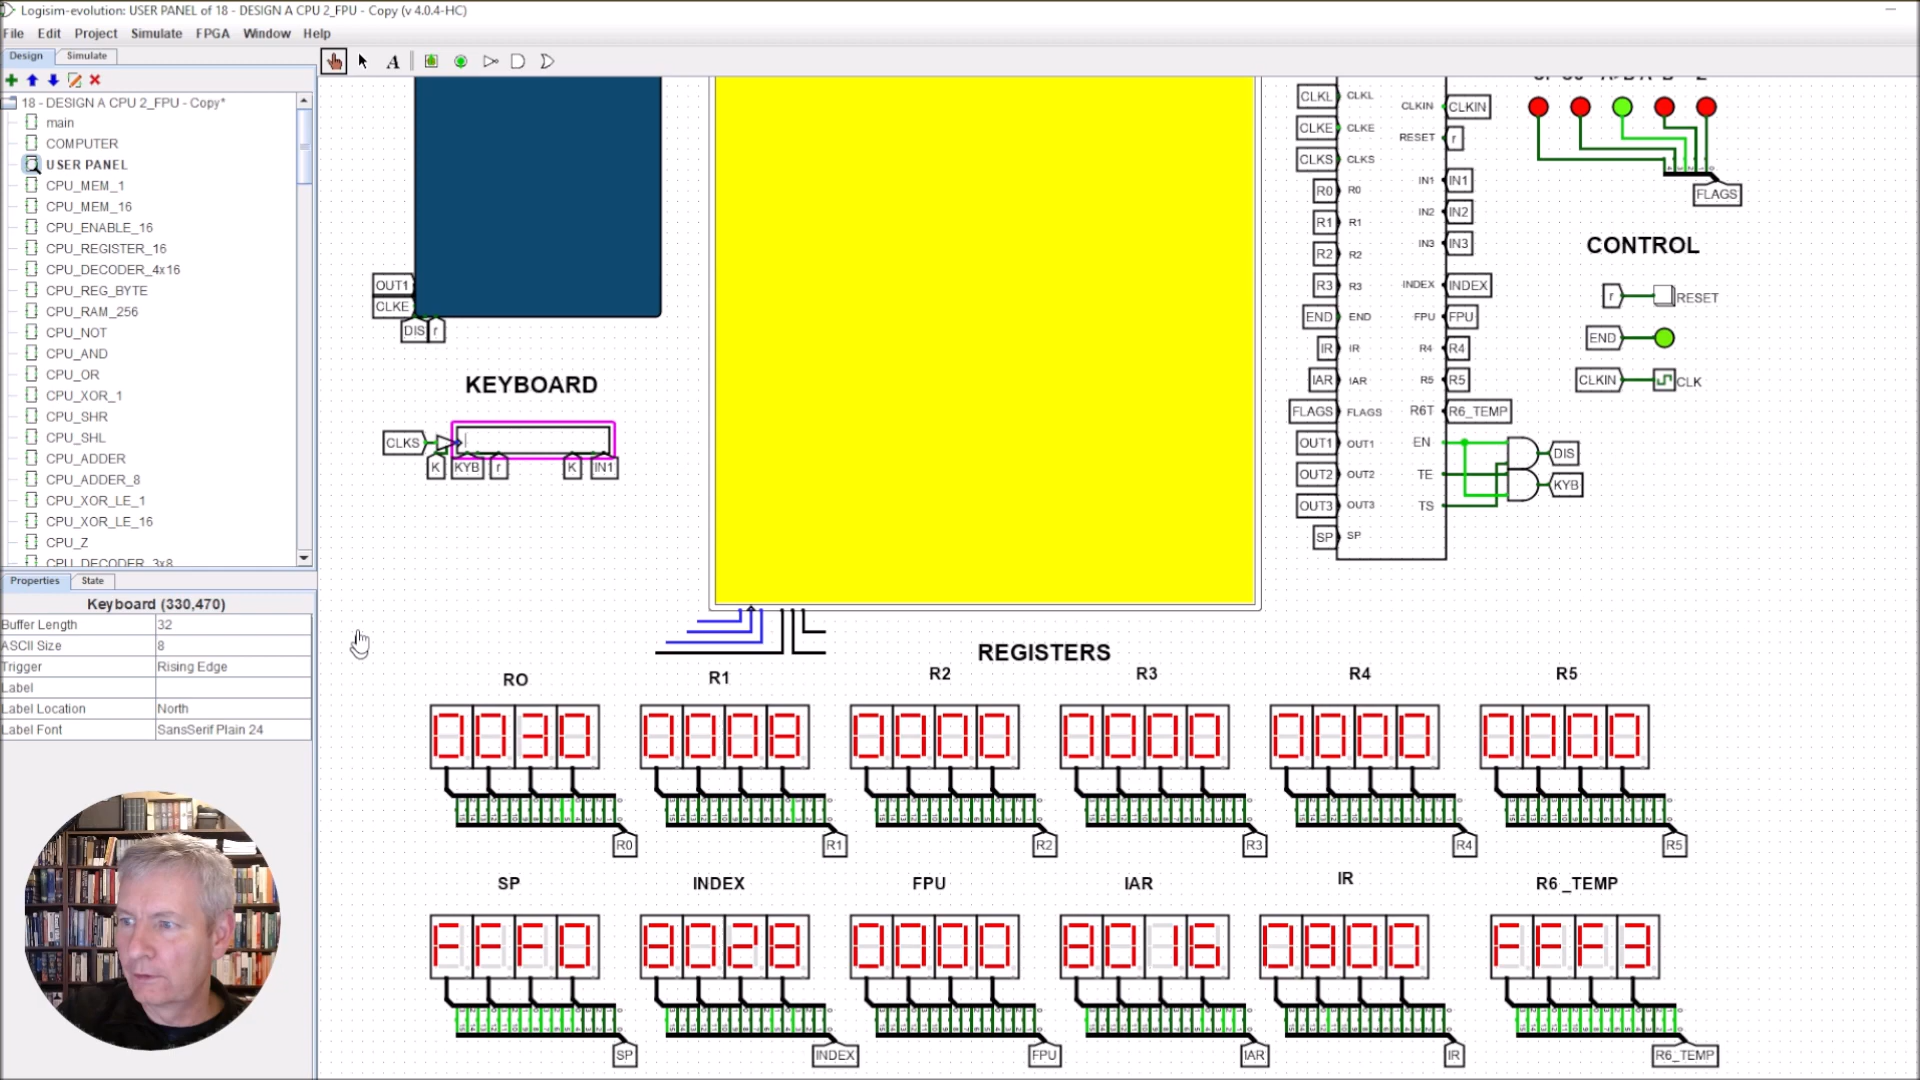 Logisim-evolution: USER PANEL of 18 - DESIGN A CPU 2_FPU - Copy (v 4.0.4-HC)
File Edit Project Simulate FPGA Window Help
Design Simulate
A
18 - DESIGN A CPU 2_FPU - Copy*
main
COMPUTER
USER PANEL
CPU_MEM_1
CPU_MEM_16
CPU_ENABLE_16
CPU_REGISTER_16
CPU_DECODER_4x16
CPU_REG_BYTE
CPU_RAM_256
CPU_NOT
CPU_AND
CPU_OR
CPU_XOR_1
CPU_SHR
CPU_SHL
CPU_ADDER
CPU_ADDER_8
CPU_XOR_LE_1
CPU_XOR_LE_16
CPU_Z
CPU_DECODER_3x8
Properties State
Keyboard (330,470)
Buffer Length 32
ASCII Size 8
Trigger Rising Edge
Label
Label Location North
Label Font SansSerif Plain 24
OUT1
CLKE
DIS r
KEYBOARD
CLKS
K KYB r K IN1
CLKL CLKL CLKIN CLKIN
CLKE CLKE RESET r
CLKS CLKS
R0 R0 IN1 IN1
R1 R1 IN2 IN2
R2 R2 IN3 IN3
R3 R3 INDEX INDEX
END END FPU FPU
IR IR R4 R4
IAR IAR R5 R5
FLAGS FLAGS R6T R6_TEMP
OUT1 OUT1 EN DIS
OUT2 OUT2 TE KYB
OUT3 OUT3 TS
SP SP
FLAGS
CONTROL
r RESET
END
CLKIN CLK
REGISTERS
RO R1 R2 R3 R4 R5
0030 0008 0000 0000 0000 0000
R0 R1 R2 R3 R4 R5
SP INDEX FPU IAR IR R6_TEMP
FFF0 8028 0000 8016 0800 FFF3
SP INDEX FPU IAR IR R6_TEMP